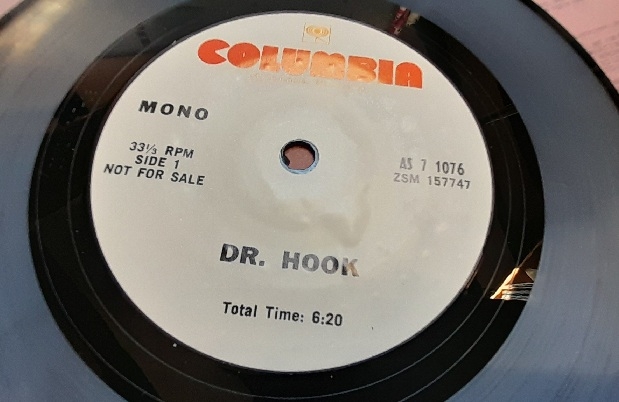 COLUMBIA
MONO
33⅓ RPM
SIDE 1
NOT FOR SALE
AS 7 1076
ZSM 157747
DR. HOOK
Total Time: 6:20